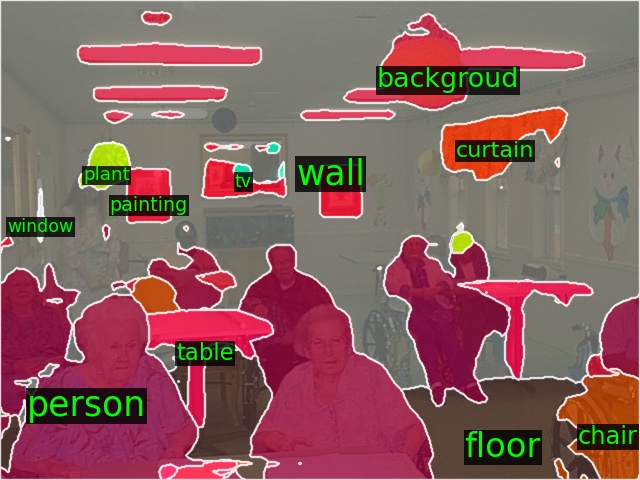 backgroud
curtain
plant
tv
wall
painting
window
table
person
floor
chair